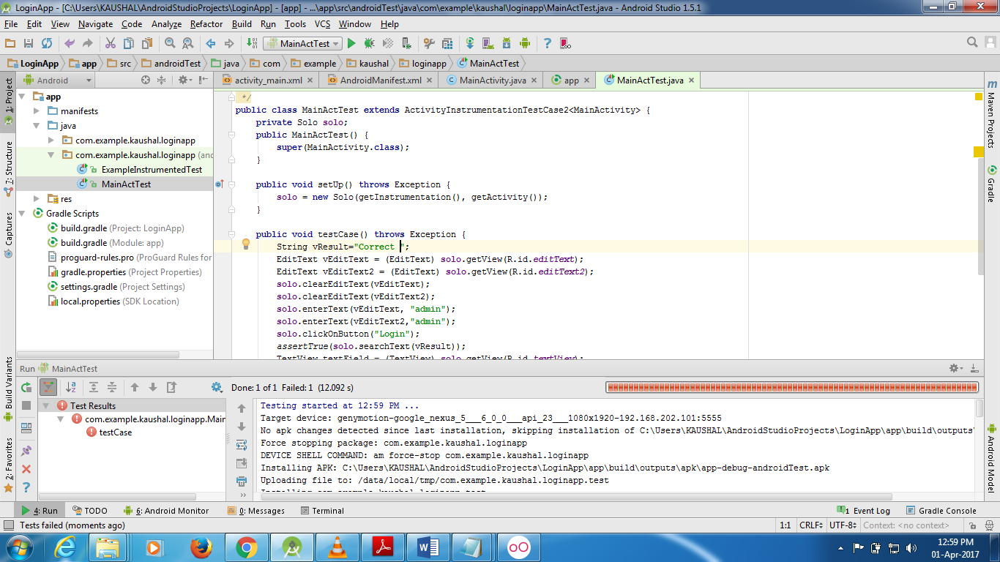 LoginApp - [C:\Users\KAUSHAL\AndroidStudioProjects\LoginApp] - [app] - ...\app\src\androidTest\java\com\example\kaushal\loginapp\MainActTest.java - Android Studio 1.5.1
File Edit View Navigate Code Analyze Refactor Build Run Tools VCS Window Help
MainActTest
LoginApp app src androidTest java com example kaushal loginapp MainActTest
1: Project
7: Structure
Captures
Build Variants
2: Favorites
Android
app
manifests
java
com.example.kaushal.loginapp
com.example.kaushal.loginapp (and
ExampleInstrumentedTest
MainActTest
res
Gradle Scripts
build.gradle (Project: LoginApp)
build.gradle (Module: app)
proguard-rules.pro (ProGuard Rules for
gradle.properties (Project Properties)
settings.gradle (Project Settings)
local.properties (SDK Location)
activity_main.xml AndroidManifest.xml MainActivity.java app MainActTest.java
*/
public class MainActTest extends ActivityInstrumentationTestCase2<MainActivity> {
private Solo solo;
public MainActTest() {
super(MainActivity.class);
}
public void setUp() throws Exception {
solo = new Solo(getInstrumentation(), getActivity());
}
public void testCase() throws Exception {
String vResult="Correct ";
EditText vEditText = (EditText) solo.getView(R.id.editText);
EditText vEditText2 = (EditText) solo.getView(R.id.editText2);
solo.clearEditText(vEditText);
solo.clearEditText(vEditText2);
solo.enterText(vEditText, "admin");
solo.enterText(vEditText2,"admin");
solo.clickOnButton("Login");
assertTrue(solo.searchText(vResult));
TextView textField = (TextView) solo.getView(R.id.textView);
Maven Projects
Gradle
Android Model
Run MainActTest
Done: 1 of 1 Failed: 1 (12.092 s)
Test Results
com.example.kaushal.loginapp.Main
testCase
Testing started at 12:59 PM ...
Target device: genymotion-google_nexus_5___6_0_0___api_23___1080x1920-192.168.202.101:5555
No apk changes detected since last installation, skipping installation of C:\Users\KAUSHAL\AndroidStudioProjects\LoginApp\app\build\outputs\
Force stopping package: com.example.kaushal.loginapp
DEVICE SHELL COMMAND: am force-stop com.example.kaushal.loginapp
Installing APK: C:\Users\KAUSHAL\AndroidStudioProjects\LoginApp\app\build\outputs\apk\app-debug-androidTest.apk
Uploading file to: /data/local/tmp/com.example.kaushal.loginapp.test
Installing com.example.kaushal.loginapp.test
4: Run TODO 6: Android Monitor 0: Messages Terminal 1 Event Log Gradle Console
Tests failed (moments ago) 1:1 CRLF UTF-8 Context: <no context>
12:59 PM
01-Apr-2017